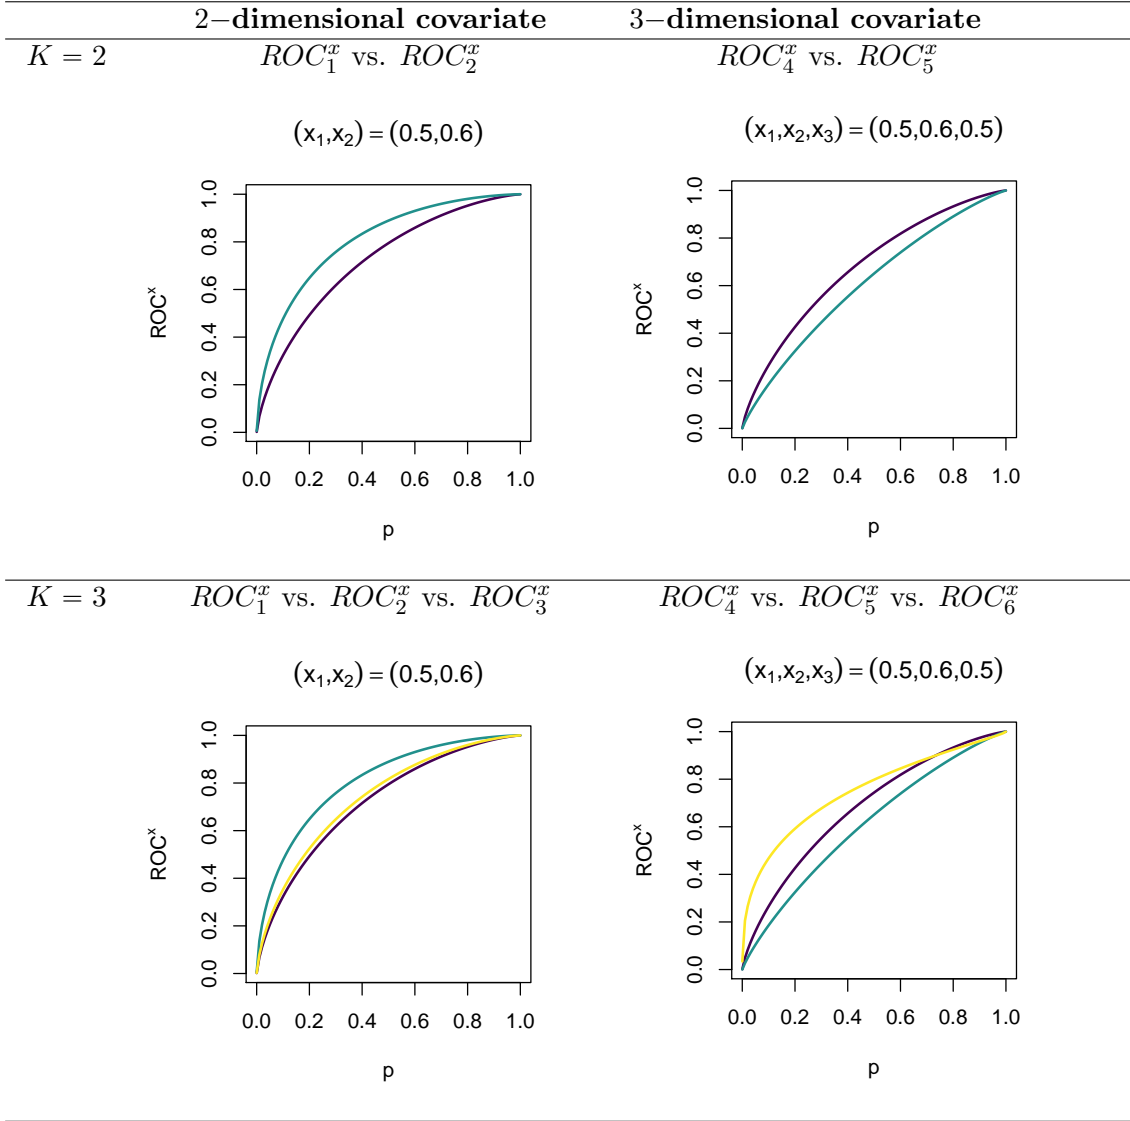 2−dimensional covariate 3−dimensional covariate
K = 2 ROC₁ˣ vs. ROC₂ˣ ROC₄ˣ vs. ROC₅ˣ
(x₁,x₂) = (0.5,0.6)
ROCˣ
0.0 0.2 0.4 0.6 0.8 1.0
0.0 0.2 0.4 0.6 0.8 1.0
p
(x₁,x₂,x₃) = (0.5,0.6,0.5)
ROCˣ
0.0 0.2 0.4 0.6 0.8 1.0
0.0 0.2 0.4 0.6 0.8 1.0
p
K = 3 ROC₁ˣ vs. ROC₂ˣ vs. ROC₃ˣ ROC₄ˣ vs. ROC₅ˣ vs. ROC₆ˣ
(x₁,x₂) = (0.5,0.6)
ROCˣ
0.0 0.2 0.4 0.6 0.8 1.0
0.0 0.2 0.4 0.6 0.8 1.0
p
(x₁,x₂,x₃) = (0.5,0.6,0.5)
ROCˣ
0.0 0.2 0.4 0.6 0.8 1.0
0.0 0.2 0.4 0.6 0.8 1.0
p